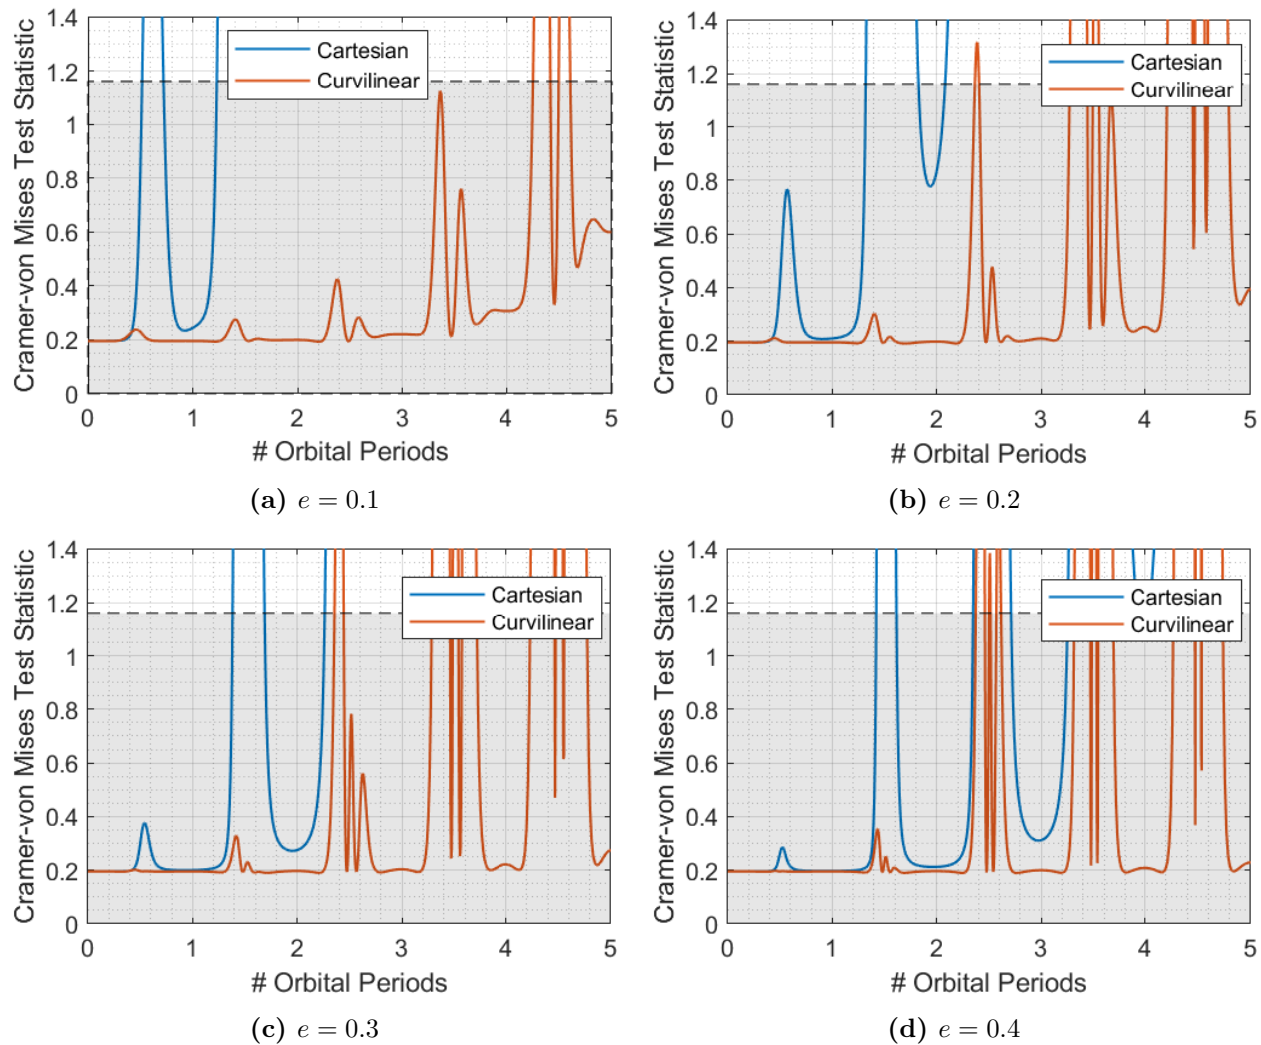 Cramer-von Mises Test Statistic
1.4
1.2
1
0.8
0.6
0.4
0.2
0
Cartesian
Curvilinear
0 1 2 3 4 5
# Orbital Periods
(a) e = 0.1
Cramer-von Mises Test Statistic
1.4
1.2
1
0.8
0.6
0.4
0.2
0
Cartesian
Curvilinear
0 1 2 3 4 5
# Orbital Periods
(b) e = 0.2
Cramer-von Mises Test Statistic
1.4
1.2
1
0.8
0.6
0.4
0.2
0
Cartesian
Curvilinear
0 1 2 3 4 5
# Orbital Periods
(c) e = 0.3
Cramer-von Mises Test Statistic
1.4
1.2
1
0.8
0.6
0.4
0.2
0
Cartesian
Curvilinear
0 1 2 3 4 5
# Orbital Periods
(d) e = 0.4